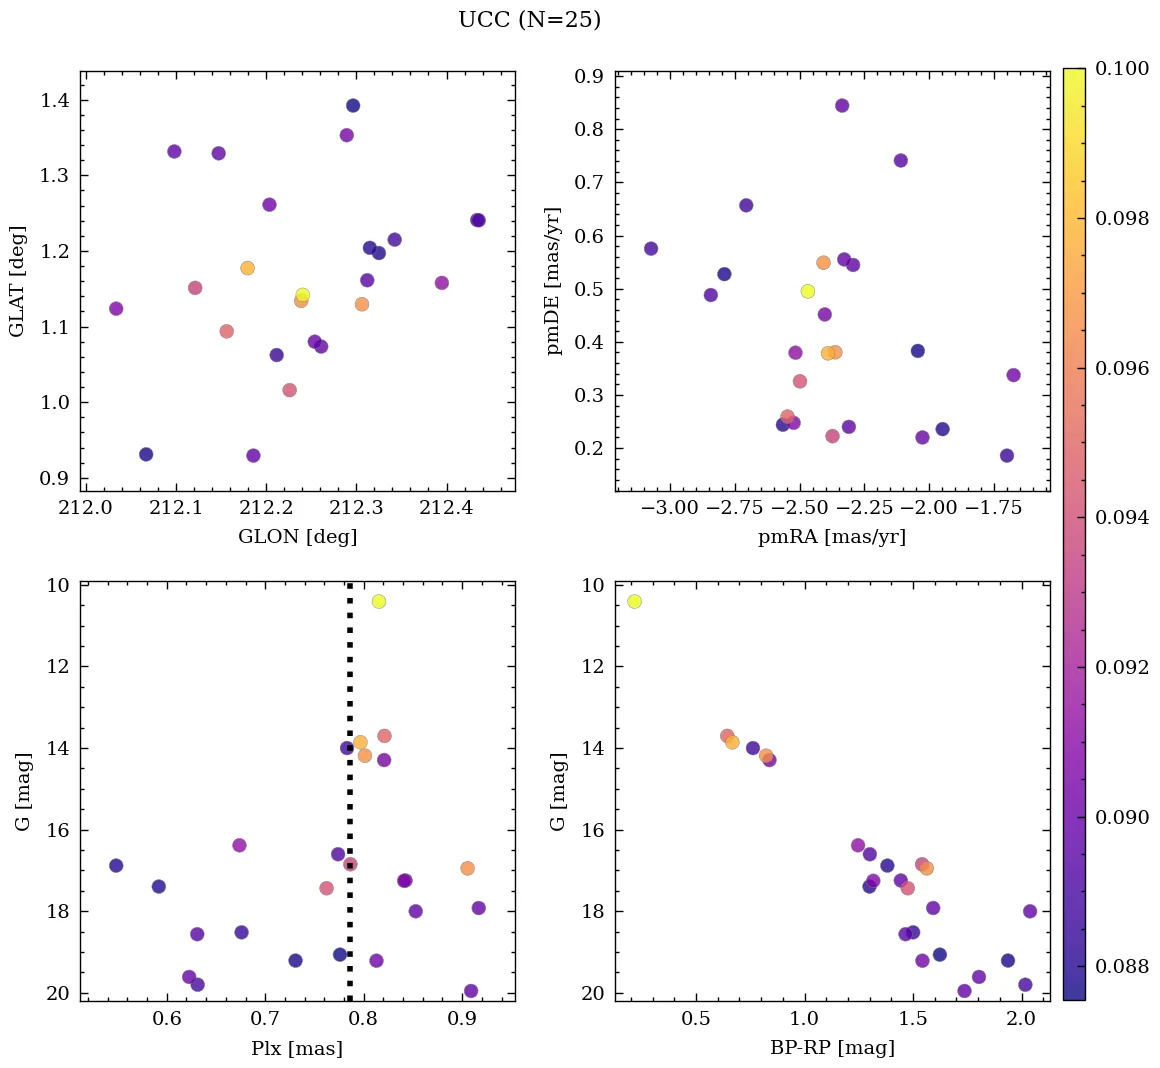 UCC (N=25)
1.4
1.3
1.2
1.1
1.0
0.9
GLAT [deg]
212.0 212.1 212.2 212.3 212.4
GLON [deg]
0.9
0.8
0.7
0.6
0.5
0.4
0.3
0.2
pmDE [mas/yr]
−3.00 −2.75 −2.50 −2.25 −2.00 −1.75
pmRA [mas/yr]
0.100
0.098
0.096
0.094
0.092
0.090
0.088
10
12
14
16
18
20
G [mag]
0.6 0.7 0.8 0.9
Plx [mas]
10
12
14
16
18
20
G [mag]
0.5 1.0 1.5 2.0
BP-RP [mag]